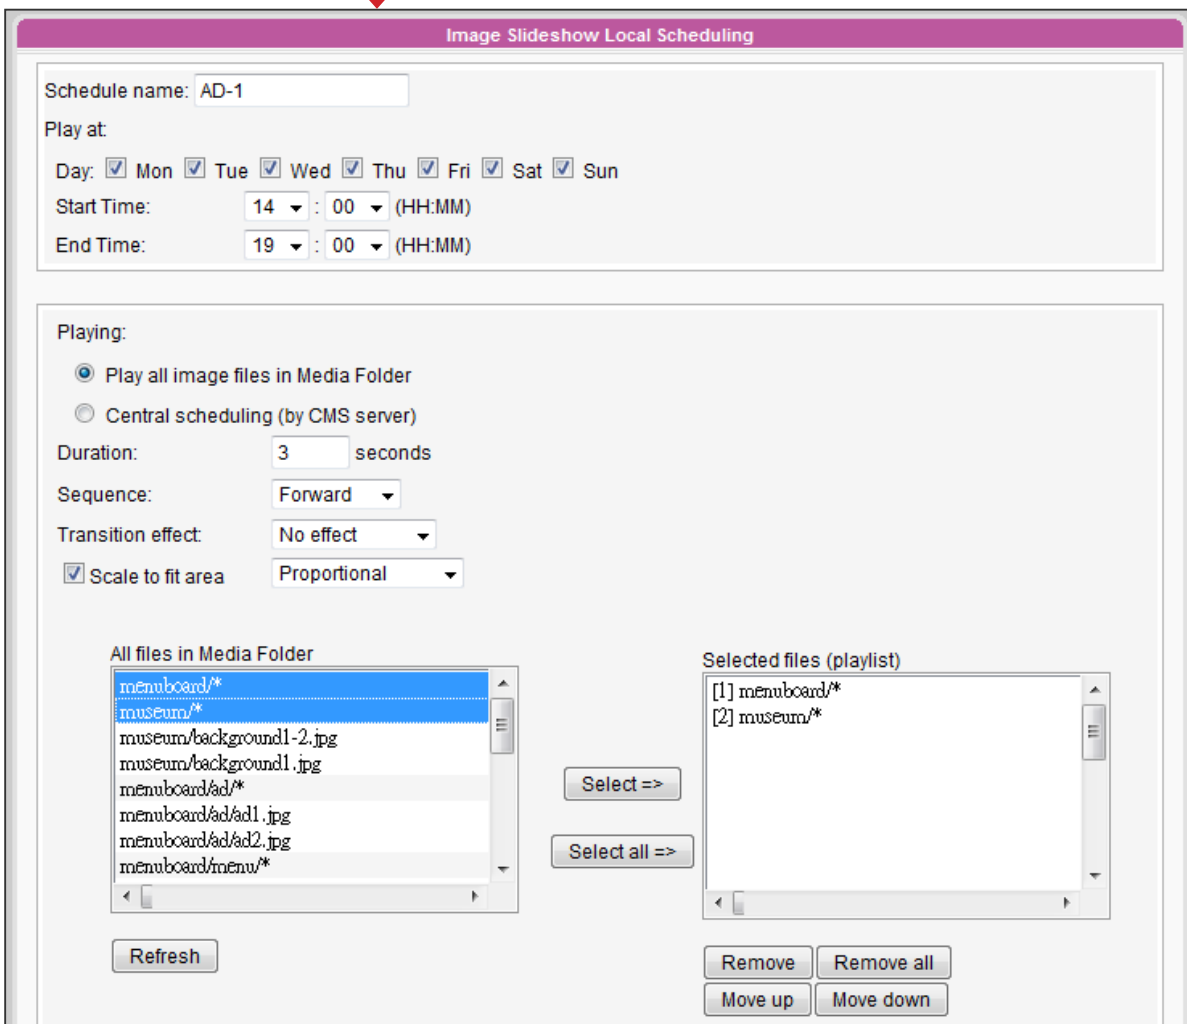 Image Slideshow Local Scheduling
Schedule name: AD-1
Play at:
Day: Mon Tue Wed Thu Fri Sat Sun
Start Time: 14 : 00 (HH:MM)
End Time: 19 : 00 (HH:MM)
Playing:
Play all image files in Media Folder
Central scheduling (by CMS server)
Duration: 3 seconds
Sequence: Forward
Transition effect: No effect
Scale to fit area Proportional
All files in Media Folder
menuboard/*
museum/*
museum/background1-2.jpg
museum/background1.jpg
menuboard/ad/*
menuboard/ad/ad1.jpg
menuboard/ad/ad2.jpg
menuboard/menu/*
Refresh
Select =>
Select all =>
Selected files (playlist)
[1] menuboard/*
[2] museum/*
Remove Remove all
Move up Move down